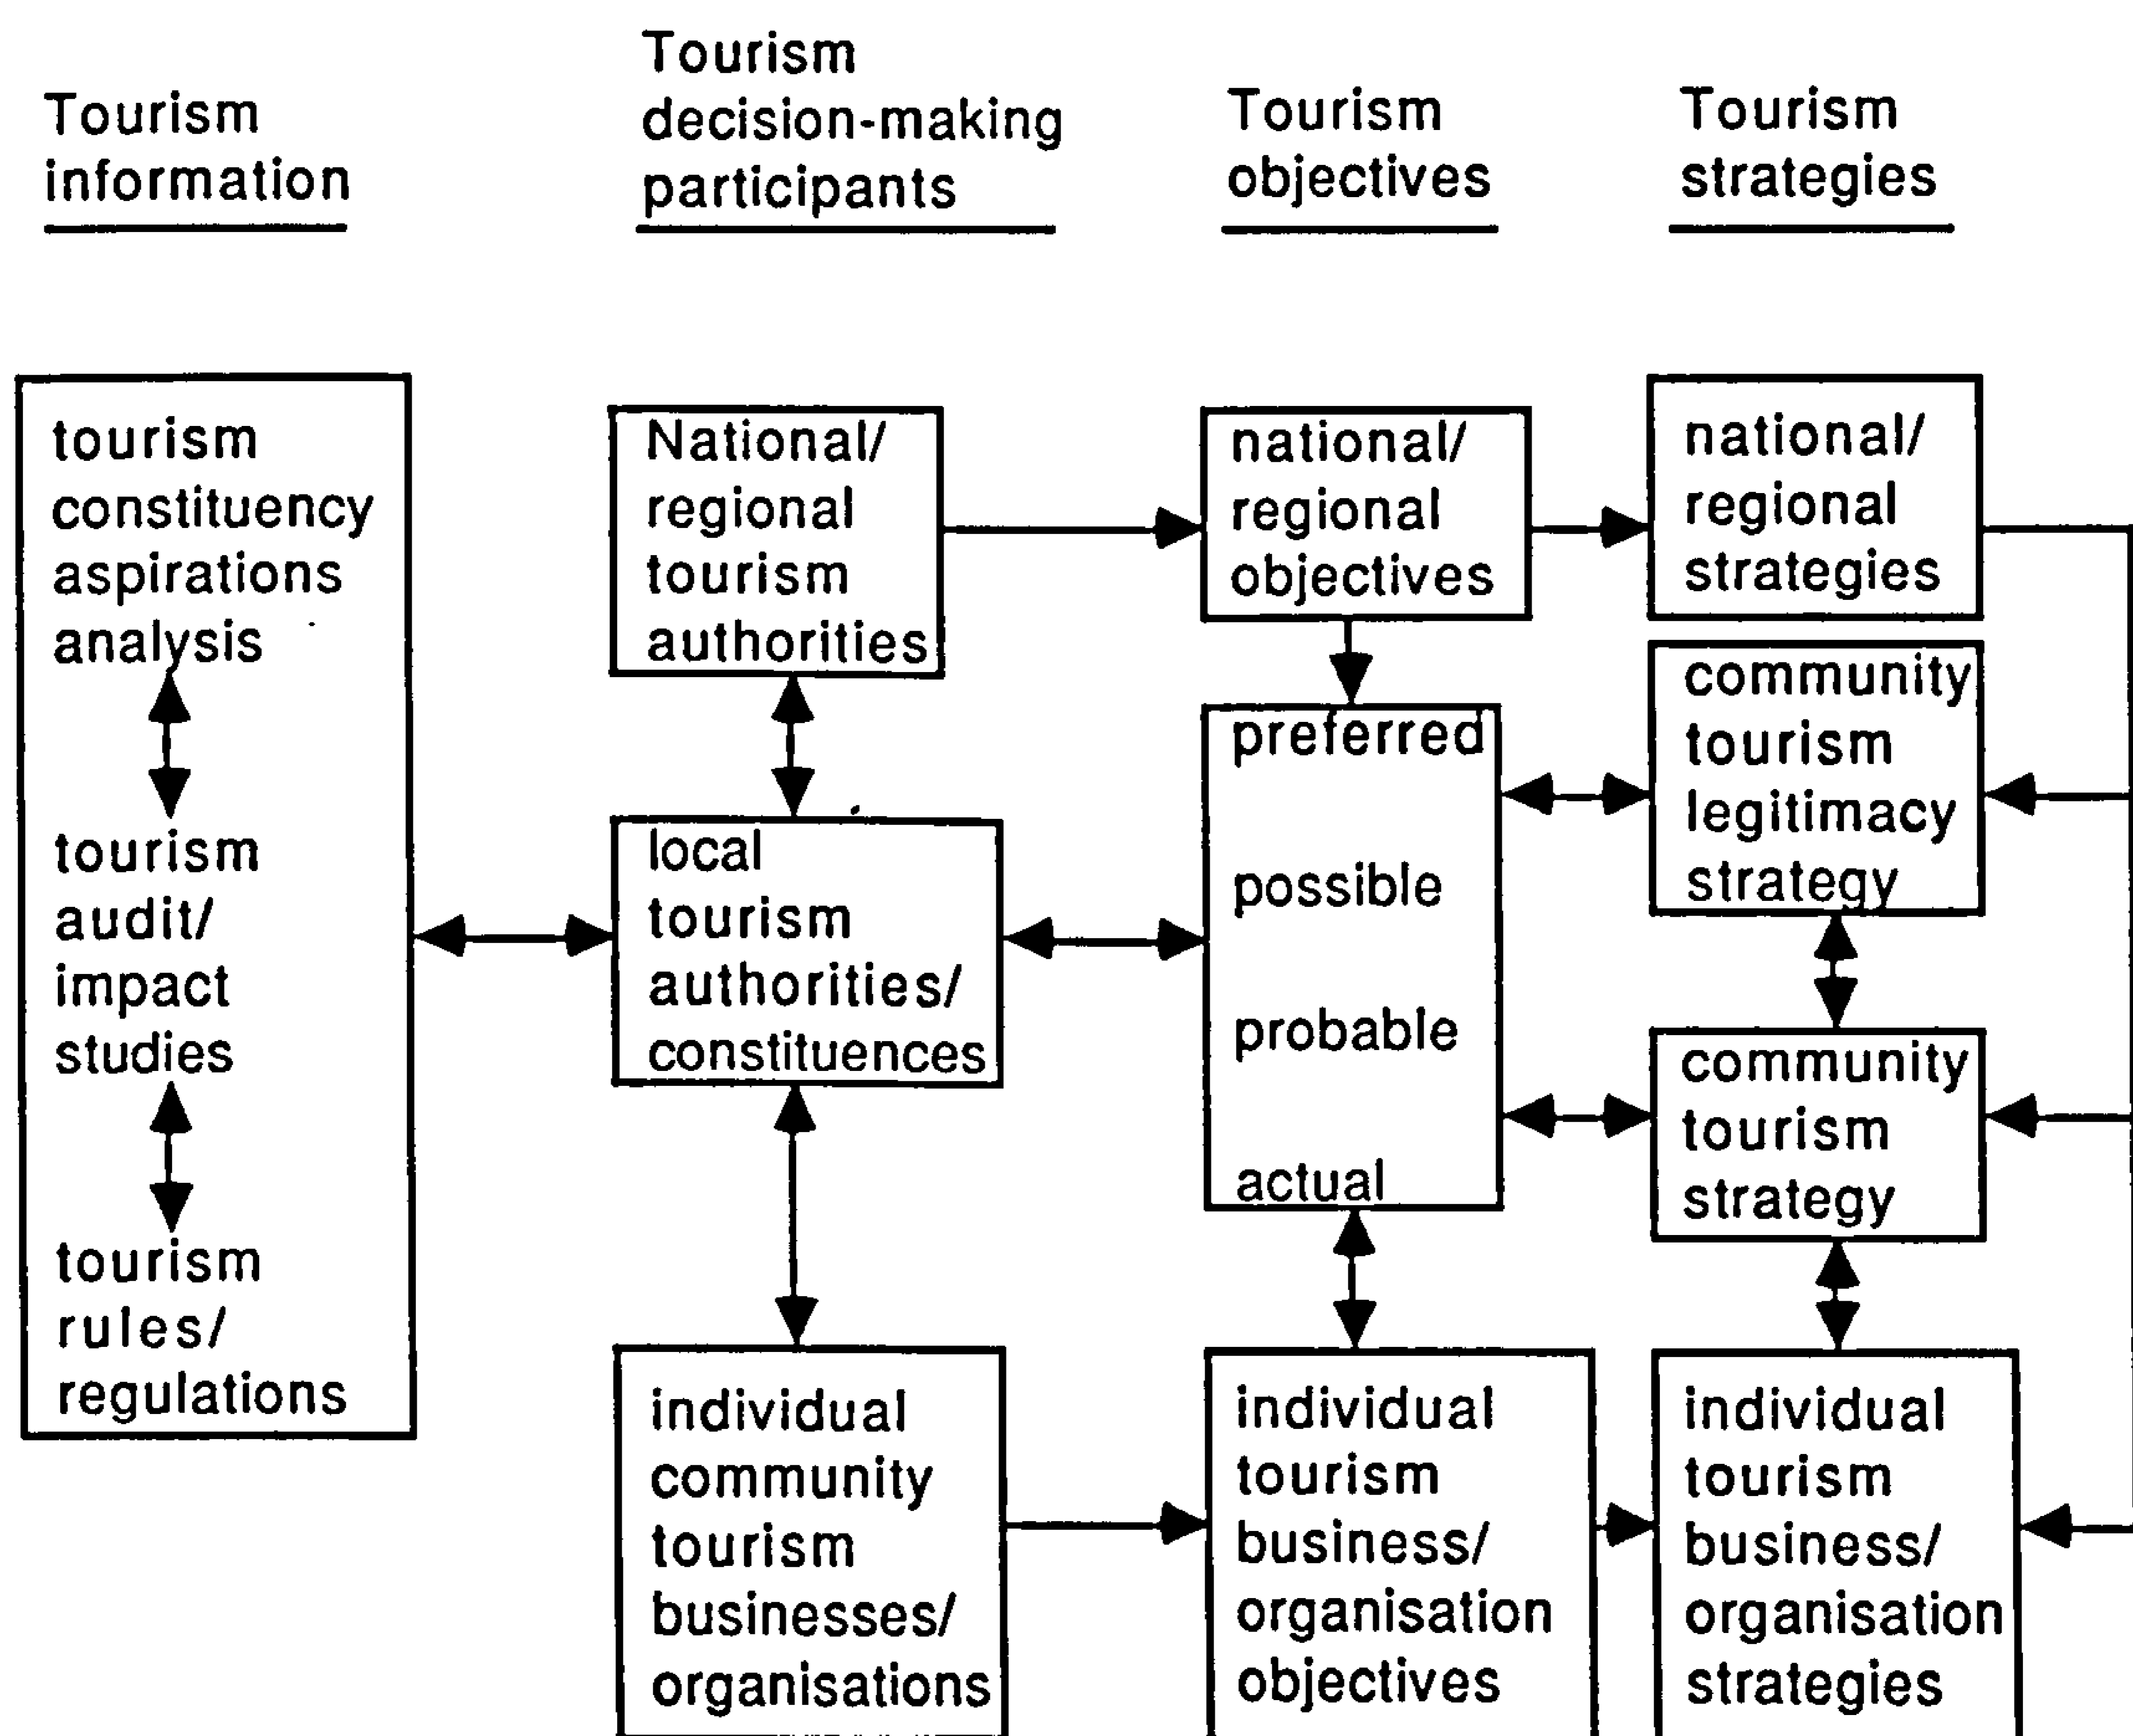 Tourism
information
Tourism
decision-making
participants
Tourism
objectives
Tourism
strategies
tourism
constituency
aspirations
analysis
tourism
audit/
impact
studies
tourism
rules/
regulations
National/
regional
tourism
authorities
local
tourism
authorities/
constituences
individual
community
tourism
businesses/
organisations
national/
regional
objectives
preferred
possible
probable
actual
individual
tourism
business/
organisation
objectives
national/
regional
strategies
community
tourism
legitimacy
strategy
community
tourism
strategy
individual
tourism
business/
organisation
strategies